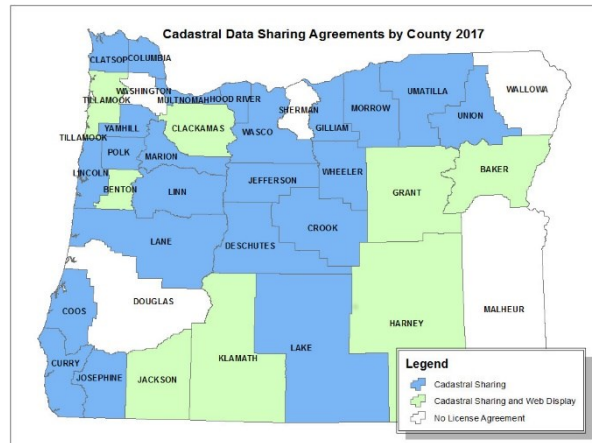 Cadastral Data Sharing Agreements by County 2017
CLATSOP
COLUMBIA
TILLAMOOK
WASHINGTON
MULTNOMAH
HOOD RIVER
SHERMAN
MORROW
UMATILLA
WALLOWA
UNION
TILLAMOOK
YAMHILL
CLACKAMAS
WASCO
GILLIAM
POLK
MARION
WHEELER
BAKER
LINCOLN
BENTON
LINN
JEFFERSON
GRANT
CROOK
LANE
DESCHUTES
DOUGLAS
MALHEUR
COOS
HARNEY
LAKE
KLAMATH
CURRY
JOSEPHINE
JACKSON
Legend
Cadastral Sharing
Cadastral Sharing and Web Display
No License Agreement